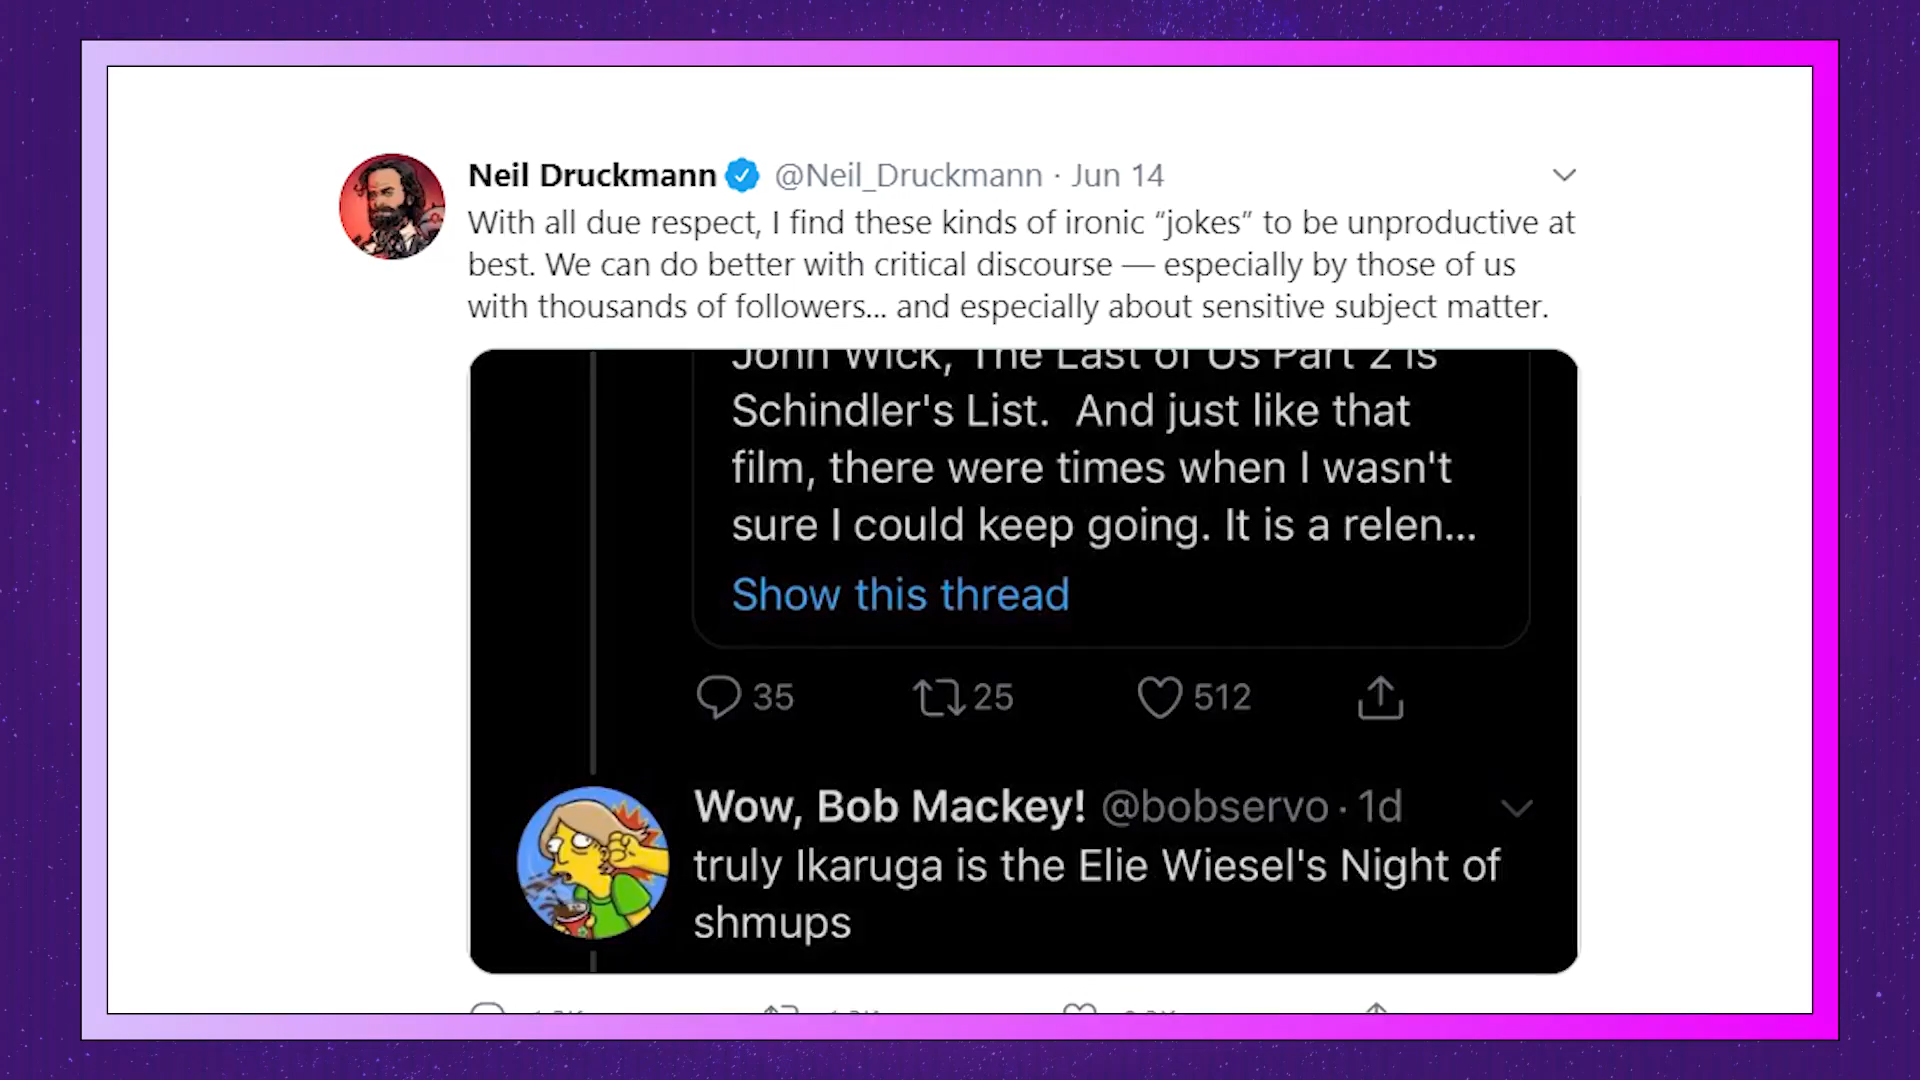 Neil Druckmann @Neil_Druckmann · Jun 14
With all due respect, I find these kinds of ironic “jokes” to be unproductive at
best. We can do better with critical discourse — especially by those of us
with thousands of followers... and especially about sensitive subject matter.
John Wick, The Last of Us Part 2 is
Schindler's List. And just like that
film, there were times when I wasn't
sure I could keep going. It is a relen...
Show this thread
35 25 512
Wow, Bob Mackey! @bobservo · 1d
truly Ikaruga is the Elie Wiesel's Night of
shmups